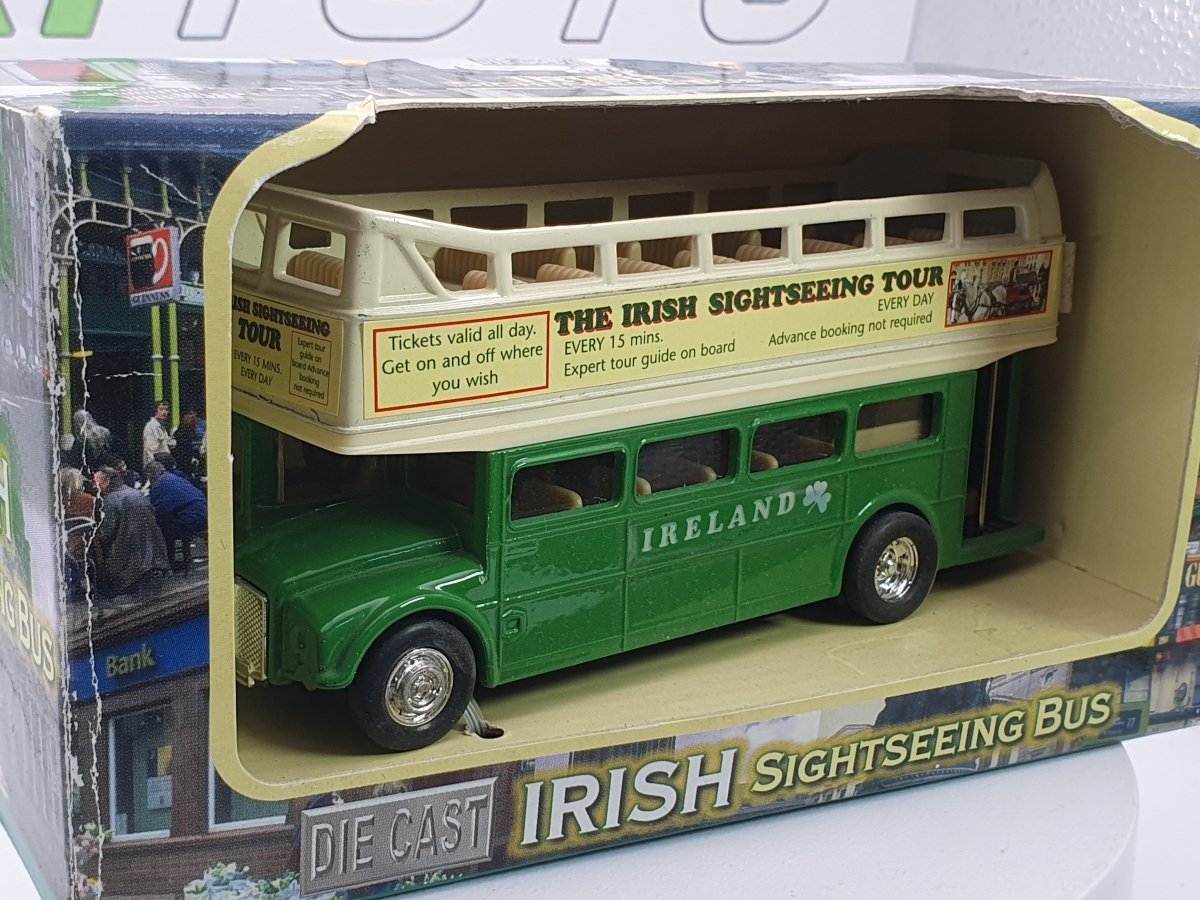 IRISH SIGHTSEEING
TOUR
EVERY 15 MINS.
EVERY DAY
Expert tour
guide on
board Advance
booking
not required
Tickets valid all day.
Get on and off where
you wish
THE IRISH SIGHTSEEING TOUR
EVERY 15 mins.
EVERY DAY
Expert tour guide on board
Advance booking not required
IRELAND
Bank
NG BUS
DIE CAST
IRISH SIGHTSEEING BUS